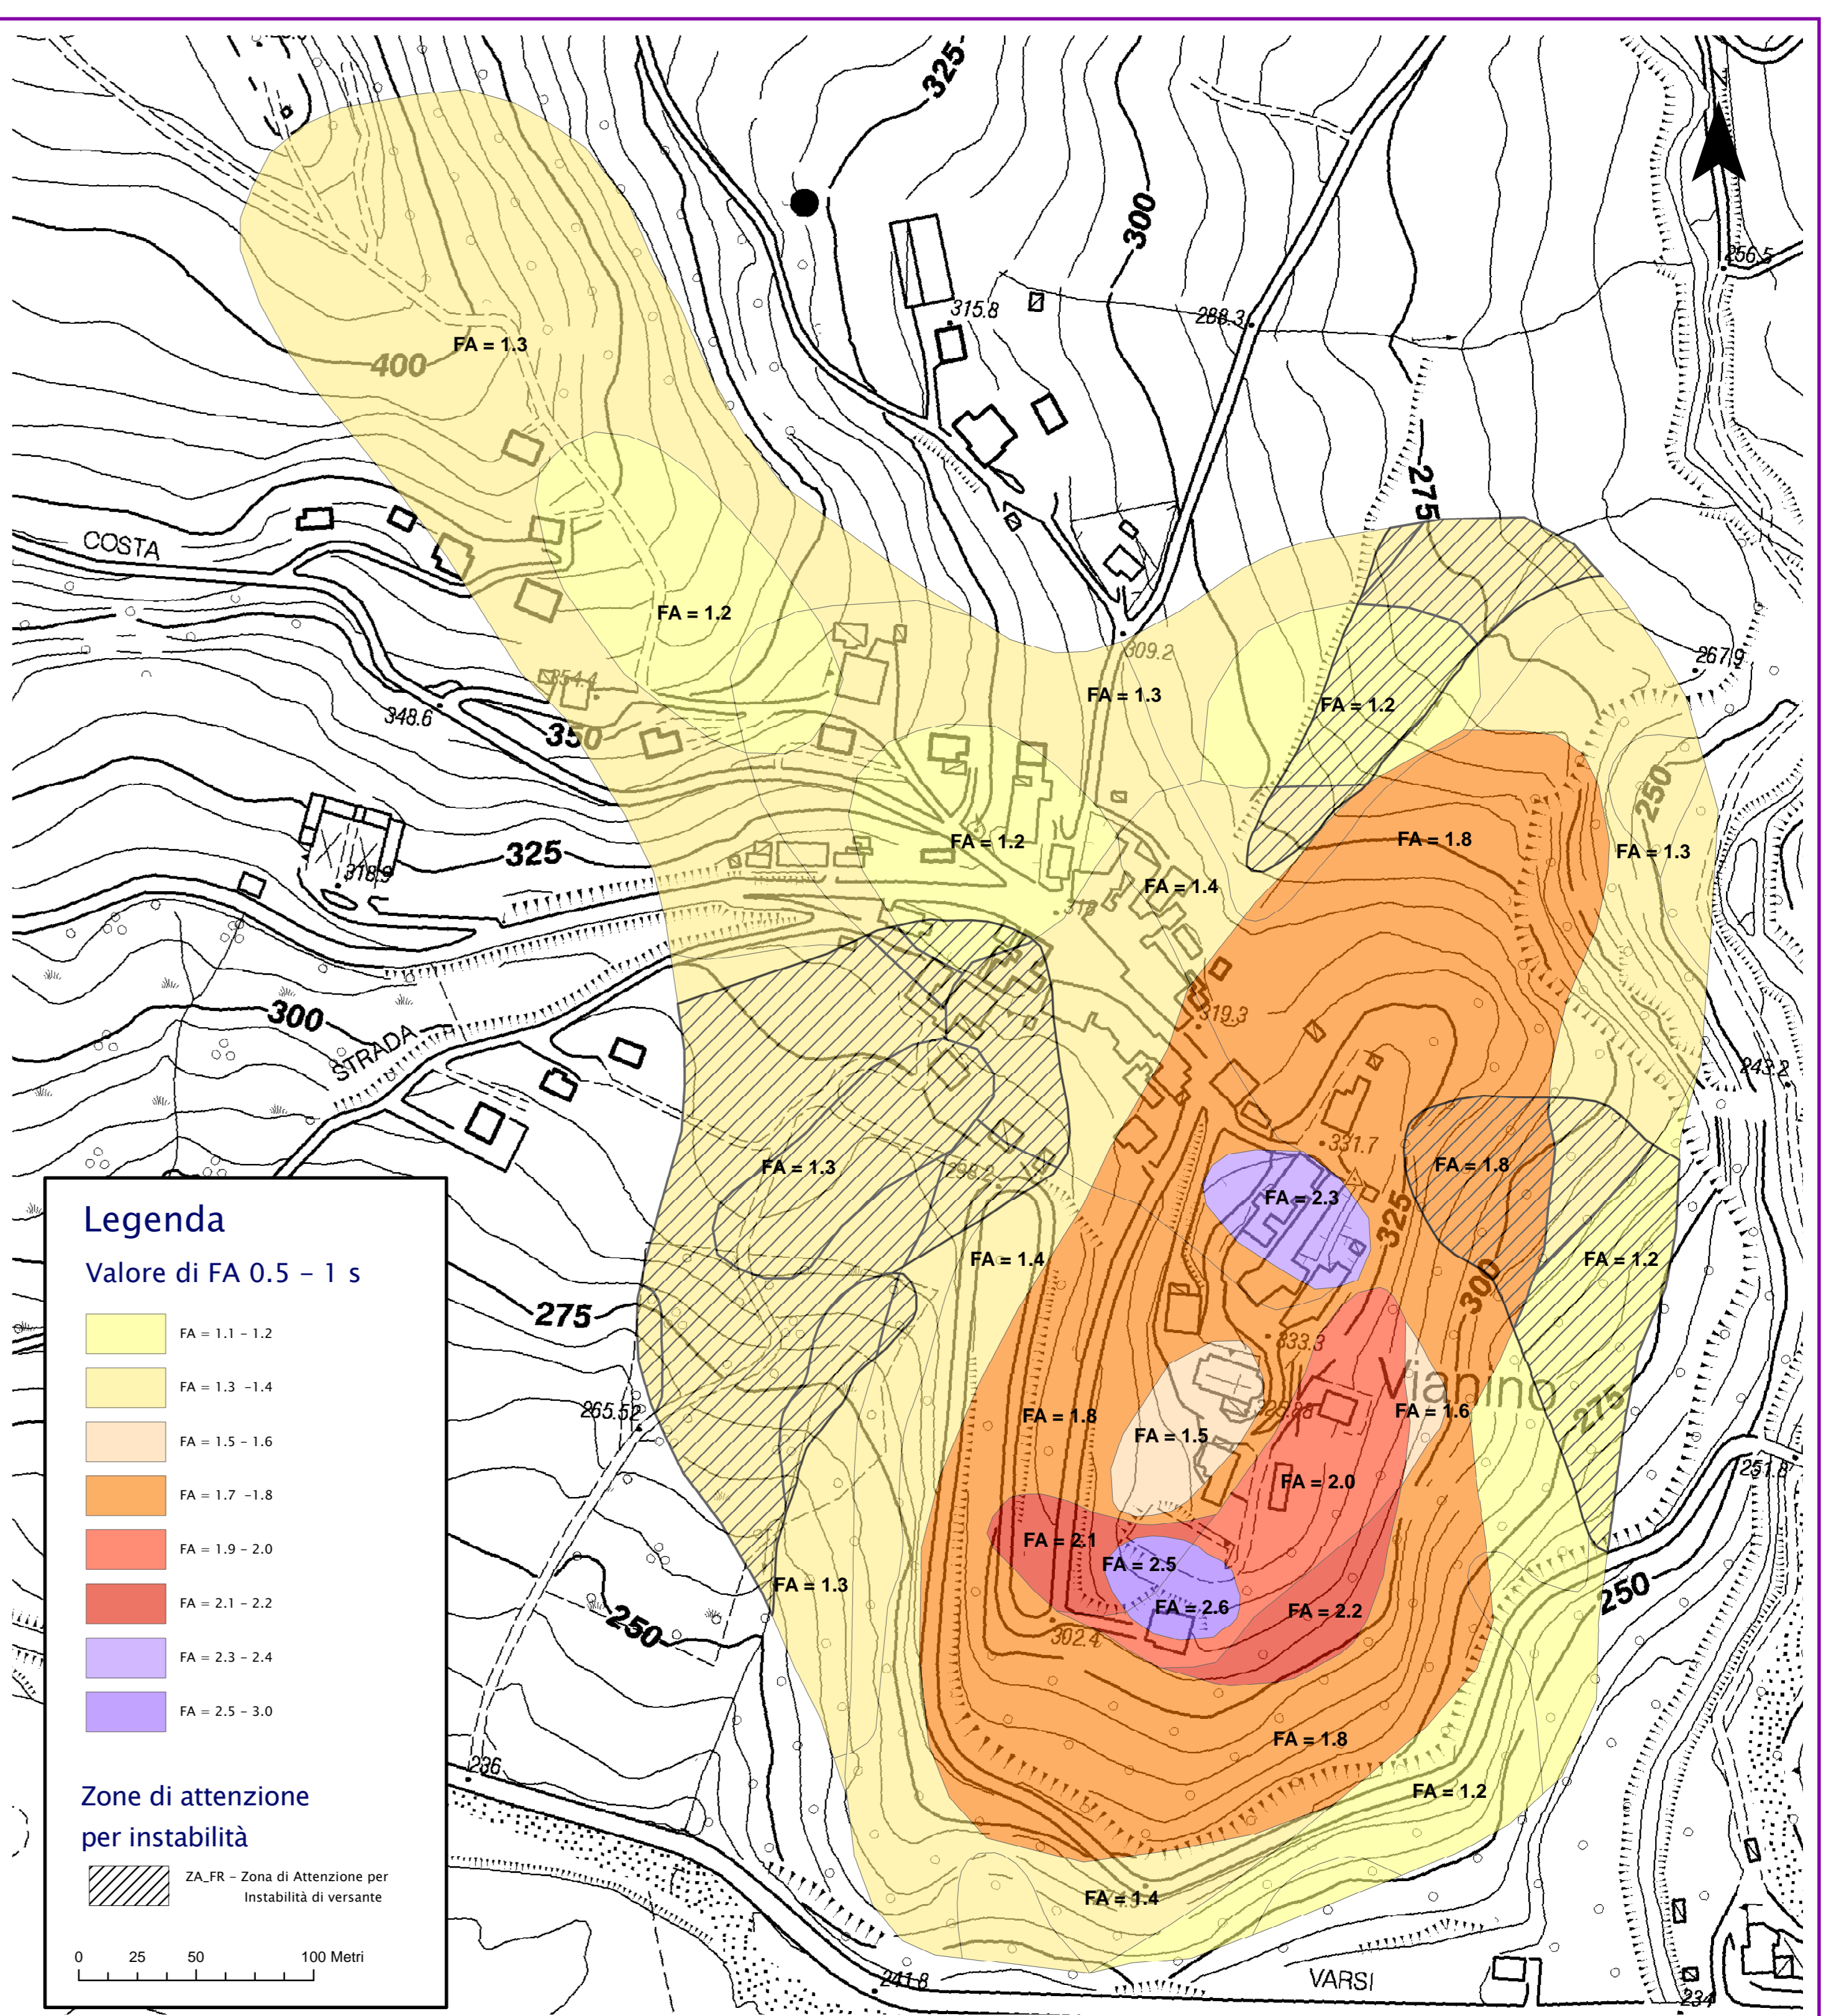 325
300
256.5
315.8
288.3
FA = 1.3
400
275
COSTA
FA = 1.2
309.2
267.9
354.4
FA = 1.3
FA = 1.2
348.6
350
250
325
FA = 1.2
FA = 1.8
FA = 1.3
318.9
FA = 1.4
318
300
319.3
STRADA
243.2
331.7
FA = 1.3
298.2
FA = 1.8
FA = 2.3
325
FA = 1.4
FA = 1.2
300
275
333.3
Vianino
265.52
FA = 1.8
FA = 1.5
FA = 1.6
275
FA = 2.0
251.8
FA = 2.1
FA = 2.5
FA = 1.3
FA = 2.6
FA = 2.2
250
250
302.4
FA = 1.8
236
FA = 1.2
FA = 1.4
241.8
VARSI
234
Legenda
Valore di FA 0.5 - 1 s
FA = 1.1 - 1.2
FA = 1.3 -1.4
FA = 1.5 - 1.6
FA = 1.7 -1.8
FA = 1.9 - 2.0
FA = 2.1 - 2.2
FA = 2.3 - 2.4
FA = 2.5 - 3.0
Zone di attenzione
per instabilità
ZA_FR - Zona di Attenzione per
Instabilità di versante
0 25 50 100 Metri